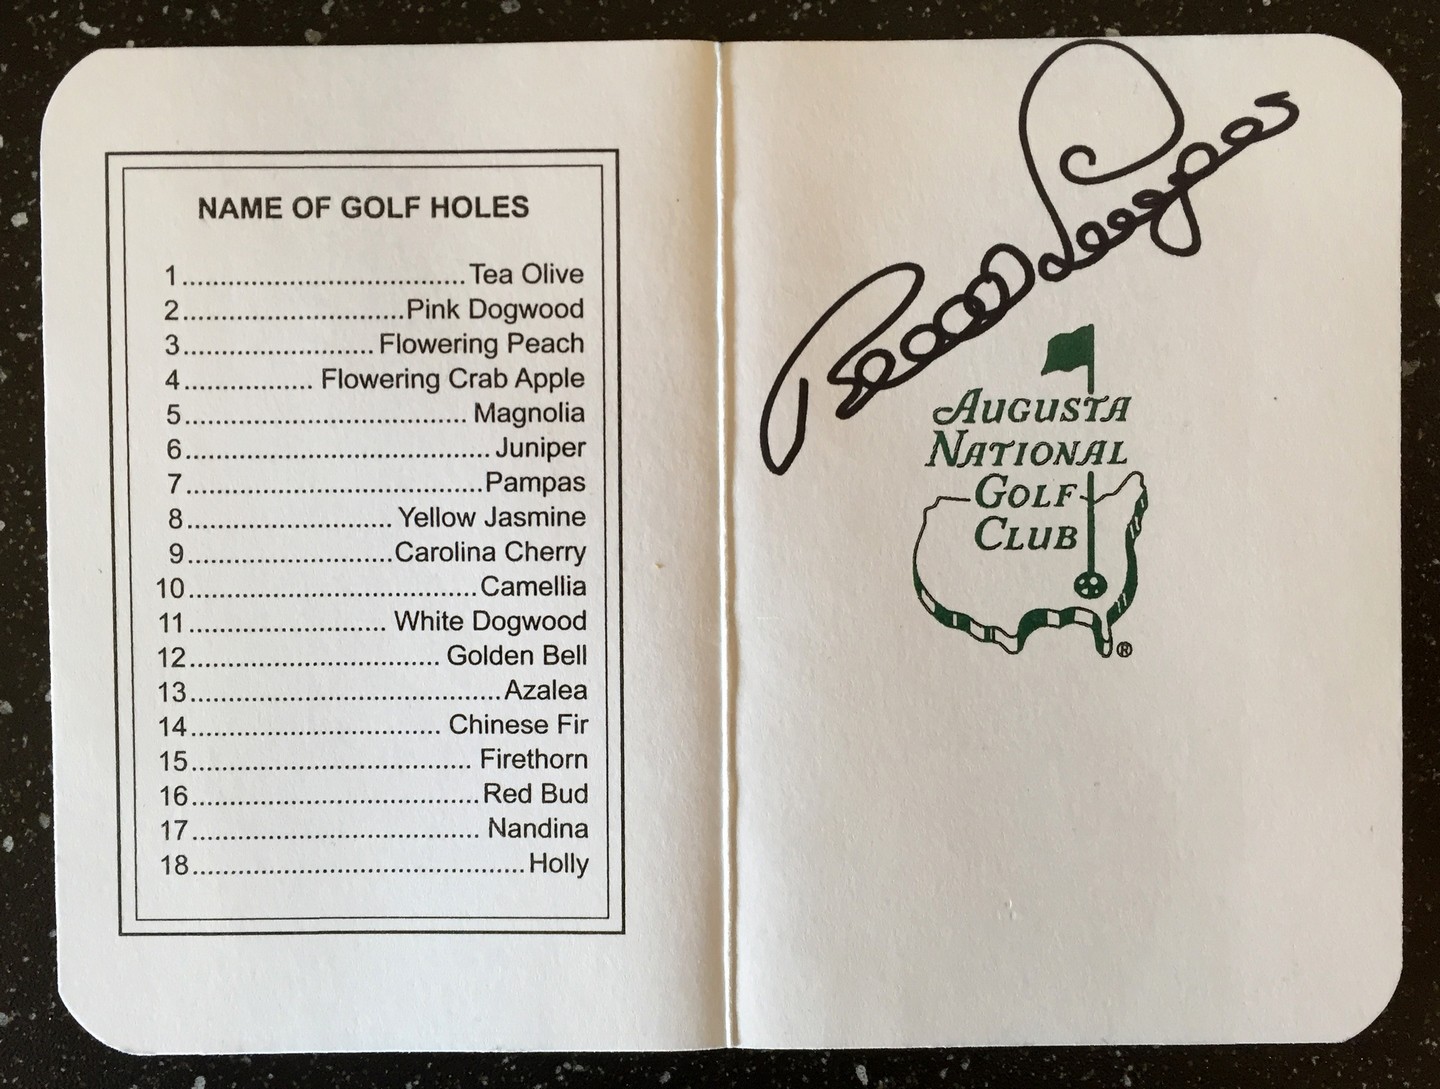 NAME OF GOLF HOLES
1....................................Tea Olive
2............................Pink Dogwood
3.........................Flowering Peach
4................. Flowering Crab Apple
5.................................... Magnolia
6.......................................Juniper
7......................................Pampas
8.......................... Yellow Jasmine
9..........................Carolina Cherry
10.....................................Camellia
11......................... White Dogwood
12................................ Golden Bell
13........................................Azalea
14................................ Chinese Fir
15.................................... Firethorn
16.....................................Red Bud
17..................................... Nandina
18...........................................Holly
AUGUSTA
NATIONAL
GOLF
CLUB
®